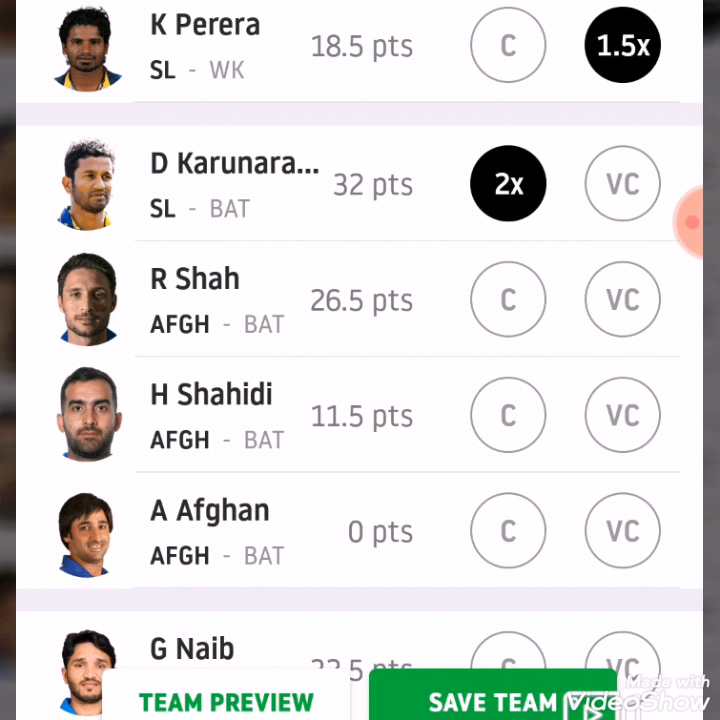 K Perera
18.5 pts C 1.5x
SL - WK
D Karunara...
32 pts 2x VC
SL - BAT
R Shah
26.5 pts C VC
AFGH - BAT
H Shahidi
11.5 pts C VC
AFGH - BAT
A Afghan
0 pts C VC
AFGH - BAT
G Naib
pts C VC
TEAM PREVIEW
SAVE TEAM
Made with
VideoShow